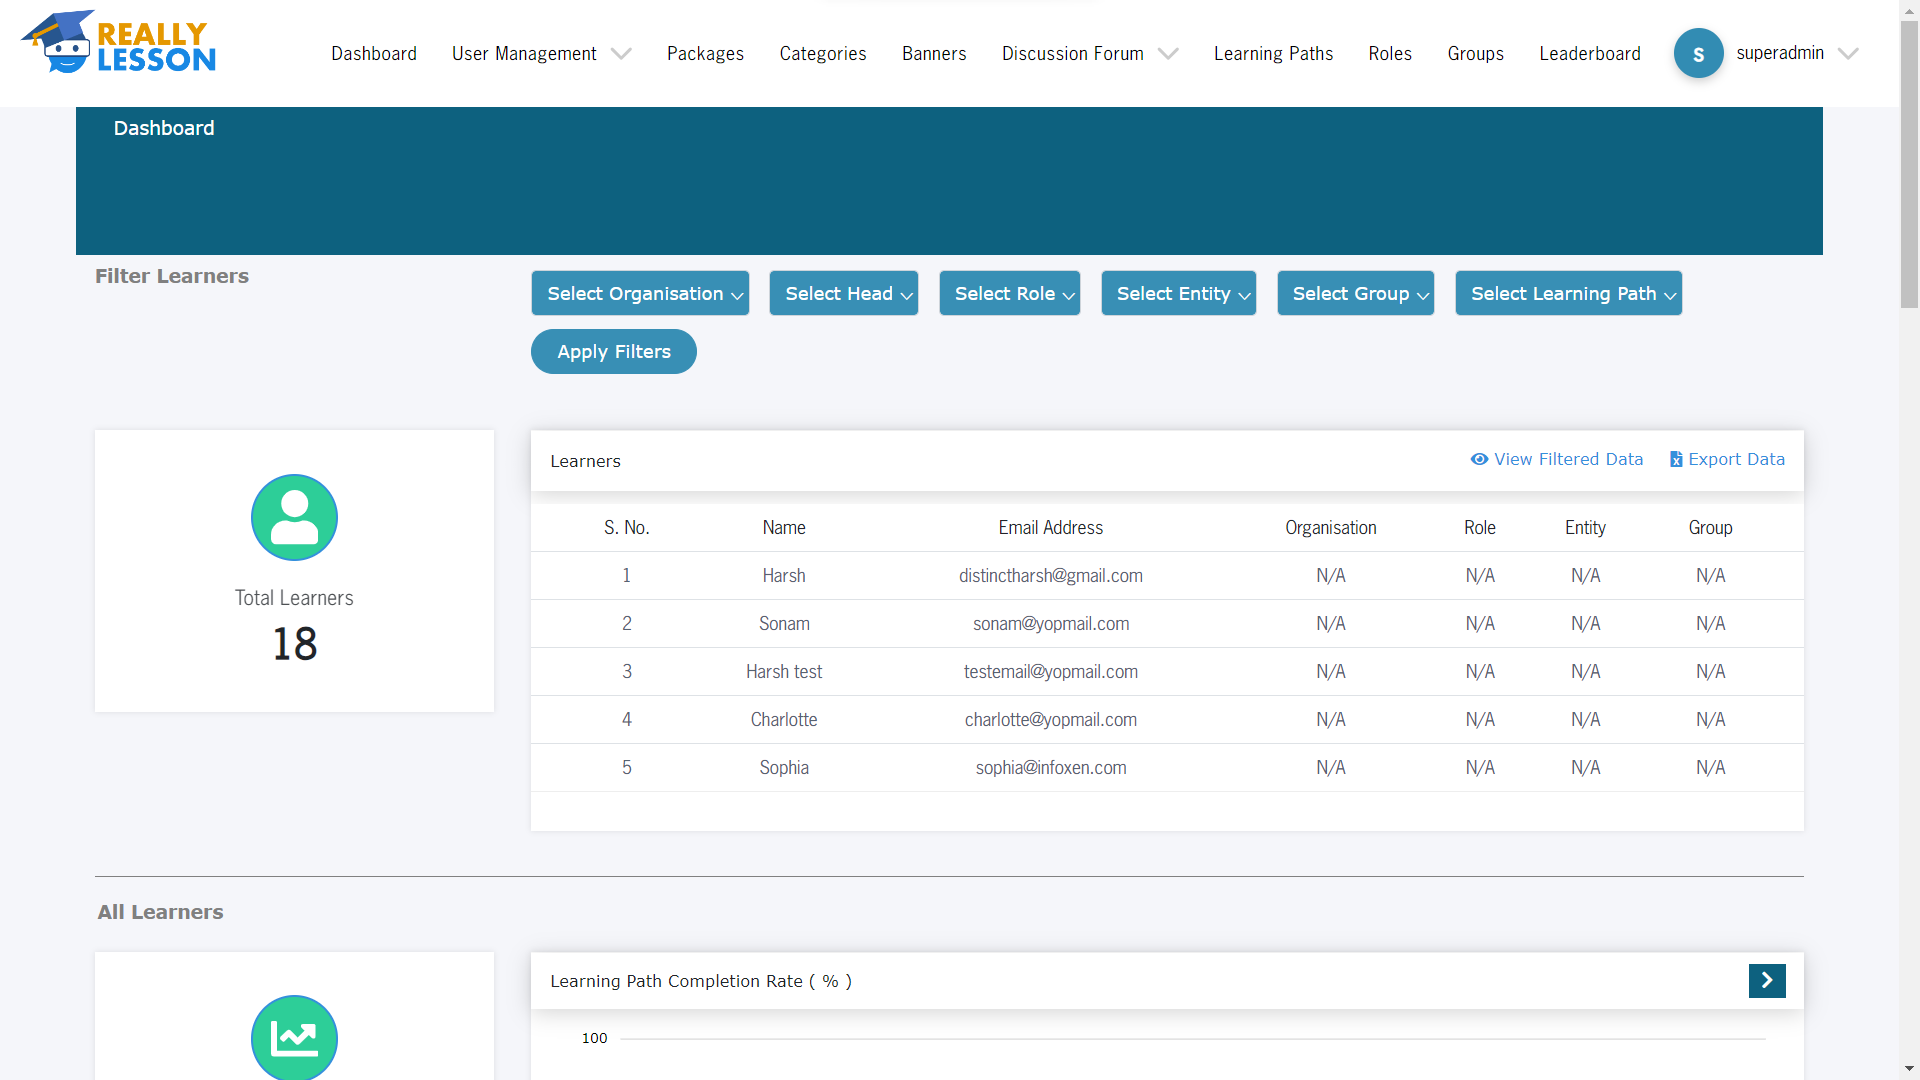 REALLY
LESSON
Dashboard User Management Packages Categories Banners Discussion Forum Learning Paths Roles Groups Leaderboard S superadmin
Dashboard
Filter Learners
Select Organisation Select Head Select Role Select Entity Select Group Select Learning Path
Apply Filters
Total Learners
18
Learners View Filtered Data Export Data
S. No. Name Email Address Organisation Role Entity Group
1 Harsh distinctharsh@gmail.com N/A N/A N/A N/A
2 Sonam sonam@yopmail.com N/A N/A N/A N/A
3 Harsh test testemail@yopmail.com N/A N/A N/A N/A
4 Charlotte charlotte@yopmail.com N/A N/A N/A N/A
5 Sophia sophia@infoxen.com N/A N/A N/A N/A
All Learners
Learning Path Completion Rate ( % )
100